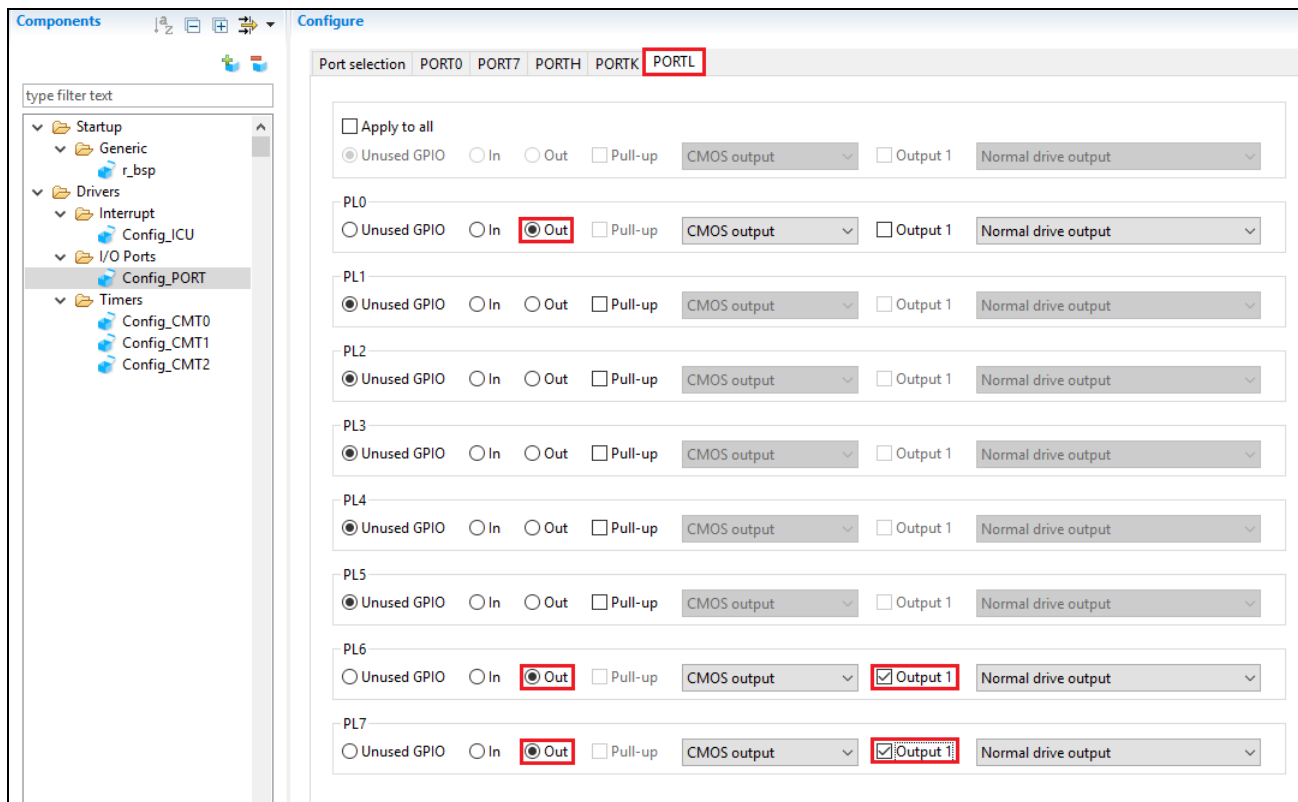 Components
type filter text
Startup
Generic
r_bsp
Drivers
Interrupt
Config_ICU
I/O Ports
Config_PORT
Timers
Config_CMT0
Config_CMT1
Config_CMT2
Configure
Port selection PORT0 PORT7 PORTH PORTK PORTL
Apply to all
Unused GPIO In Out Pull-up CMOS output Output 1 Normal drive output
PL0
Unused GPIO In Out Pull-up CMOS output Output 1 Normal drive output
PL1
Unused GPIO In Out Pull-up CMOS output Output 1 Normal drive output
PL2
Unused GPIO In Out Pull-up CMOS output Output 1 Normal drive output
PL3
Unused GPIO In Out Pull-up CMOS output Output 1 Normal drive output
PL4
Unused GPIO In Out Pull-up CMOS output Output 1 Normal drive output
PL5
Unused GPIO In Out Pull-up CMOS output Output 1 Normal drive output
PL6
Unused GPIO In Out Pull-up CMOS output Output 1 Normal drive output
PL7
Unused GPIO In Out Pull-up CMOS output Output 1 Normal drive output